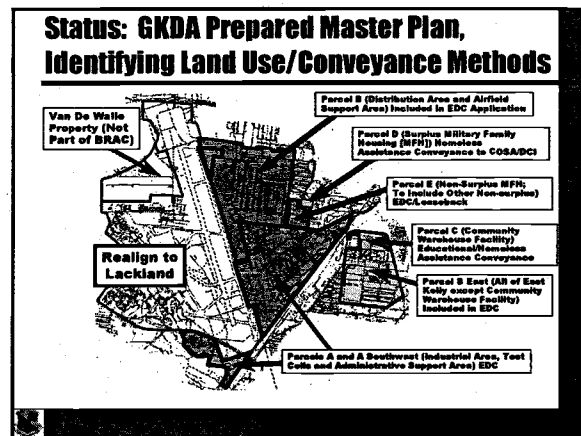 Status: GKDA Prepared Master Plan,
Identifying Land Use/Conveyance Methods
Van De Walle
Property (Not
Part of BRAC)
Realign to
Lackland
Parcel B (Distribution Area and Airfield
Support Area) Included in EDC Application
Parcel D (Surplus Military Family
Housing [MFH]) Homeless
Assistance Conveyance to COSA/DCI
Parcel E (Non-Surplus MFH;
To Include Other Non-surplus)
EDC/Leaseback
Parcel C (Community
Warehouse Facility)
Educational/Homeless
Assistance Conveyance
Parcel B East (All of East
Kelly except Community
Warehouse Facility)
Included in EDC
Parcels A and A Southwest (Industrial Area, Test
Cells and Administrative Support Area) EDC